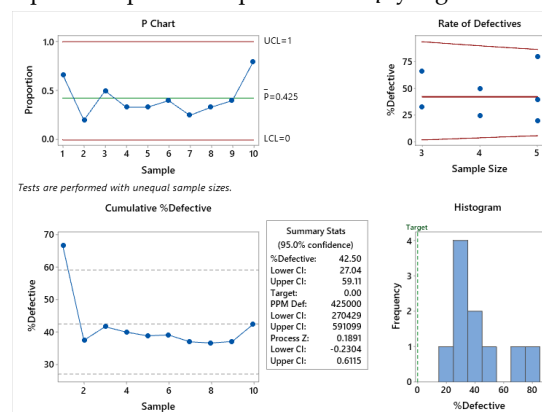 P Chart
UCL=1
1.0
0.5
0.0
Proportion
P=0.425
LCL=0
1 2 3 4 5 6 7 8 9 10
Sample
Rate of Defectives
75
50
25
0
%Defective
3 4 5
Sample Size
Tests are performed with unequal sample sizes.
Cumulative %Defective
70
60
50
40
30
%Defective
2 4 6 8 10
Sample
Summary Stats
(95.0% confidence)
%Defective: 42.50
Lower CI: 27.04
Upper CI: 59.11
Target: 0.00
PPM Def: 425000
Lower CI: 270429
Upper CI: 591099
Process Z: 0.1891
Lower CI: -0.2304
Upper CI: 0.6115
Histogram
Target
4
3
2
1
0
Frequency
0 20 40 60 80
%Defective